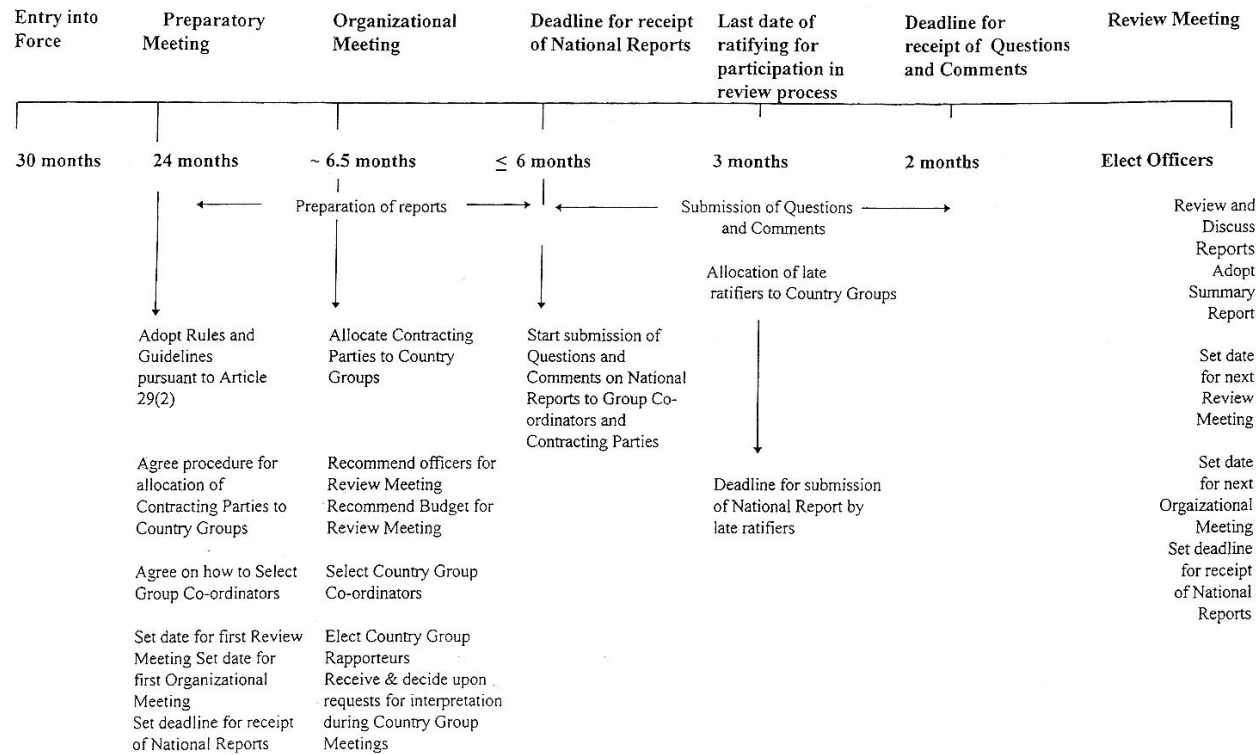 Entry into
Force
Preparatory
Meeting
Organizational
Meeting
Deadline for receipt
of National Reports
Last date of
ratifying for
participation in
review process
Deadline for
receipt of Questions
and Comments
Review Meeting
30 months
24 months
~ 6.5 months
≤ 6 months
3 months
2 months
Elect Officers
Preparation of reports
Submission of Questions
and Comments
Allocation of late
ratifiers to Country Groups
Adopt Rules and
Guidelines
pursuant to Article
29(2)
Agree procedure for
allocation of
Contracting Parties to
Country Groups
Agree on how to Select
Group Co-ordinators
Set date for first Review
Meeting Set date for
first Organizational
Meeting
Set deadline for receipt
of National Reports
Allocate Contracting
Parties to Country
Groups
Recommend officers for
Review Meeting
Recommend Budget for
Review Meeting
Select Country Group
Co-ordinators
Elect Country Group
Rapporteurs
Receive & decide upon
requests for interpretation
during Country Group
Meetings
Start submission of
Questions and
Comments on National
Reports to Group Co-
ordinators and
Contracting Parties
Deadline for submission
of National Report by
late ratifiers
Review and
Discuss
Reports
Adopt
Summary
Report
Set date
for next
Review
Meeting
Set date
for next
Orgaizational
Meeting
Set deadline
for receipt
of National
Reports